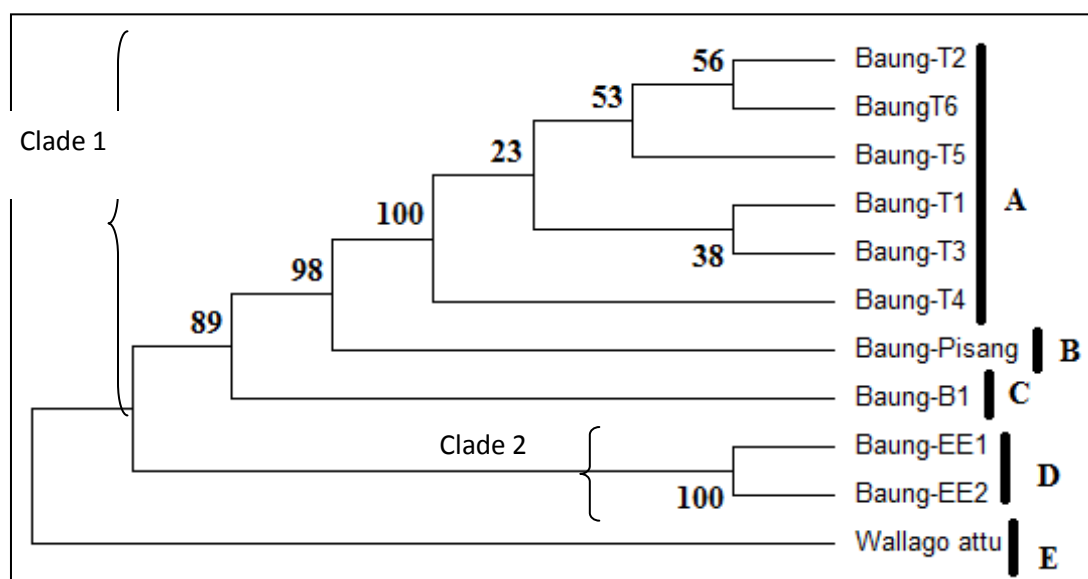 Baung-T2
56
BaungT6
53
Clade 1
Baung-T5
23
Baung-T1
A
100
Baung-T3
38
98
Baung-T4
89
Baung-Pisang
B
Baung-B1
C
Clade 2
Baung-EE1
D
100
Baung-EE2
Wallago attu
E